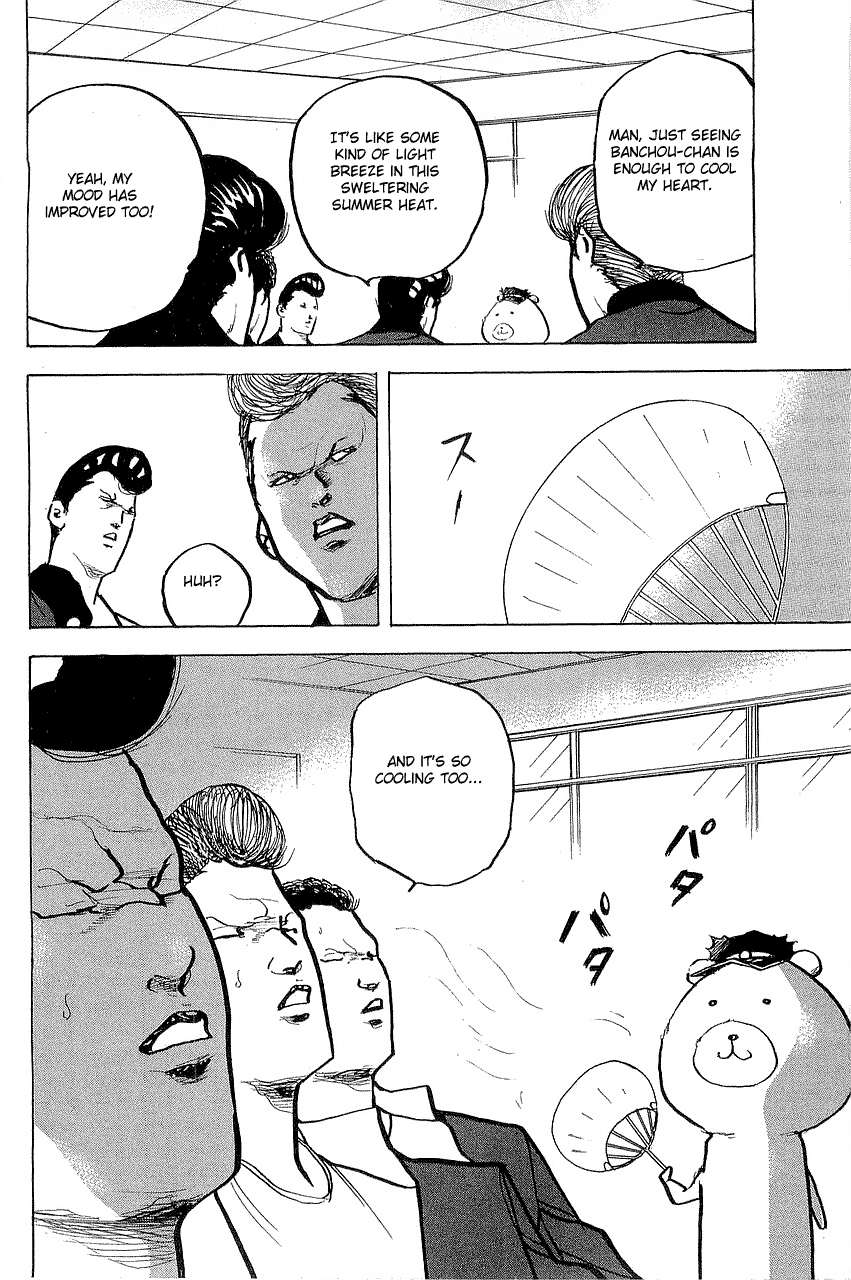 MAN, JUST SEEING
BANCHOU-CHAN IS
ENOUGH TO COOL
MY HEART.
IT'S LIKE SOME
KIND OF LIGHT
BREEZE IN THIS
SWELTERING
SUMMER HEAT.
YEAH, MY
MOOD HAS
IMPROVED TOO!
スー
HUH?
AND IT'S SO
COOLING TOO...
パタ
パタ